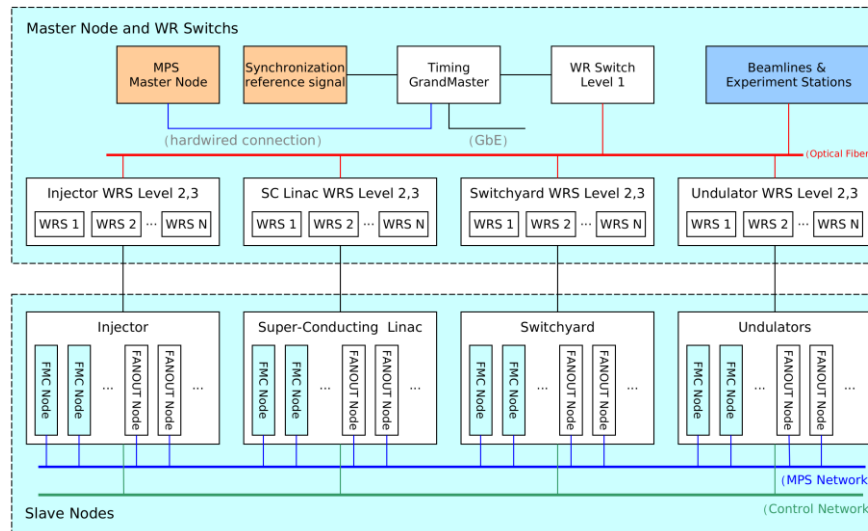 Master Node and WR Switchs
MPS
Master Node
Synchronization
reference signal
Timing
GrandMaster
WR Switch
Level 1
Beamlines &
Experiment Stations
(hardwired connection)
(GbE)
(Optical Fiber
Injector WRS Level 2,3
WRS 1 WRS 2 ... WRS N
SC Linac WRS Level 2,3
WRS 1 WRS 2 ... WRS N
Switchyard WRS Level 2,3
WRS 1 WRS 2 ... WRS N
Undulator WRS Level 2,3
WRS 1 WRS 2 ... WRS N
Injector
FMC Node
FMC Node
...
FANOUT Node
FANOUT Node
...
Super-Conducting Linac
FMC Node
FMC Node
...
FANOUT Node
FANOUT Node
...
Switchyard
FMC Node
FMC Node
...
FANOUT Node
FANOUT Node
...
Undulators
FMC Node
FMC Node
...
FANOUT Node
FANOUT Node
...
(MPS Network
(Control Network
Slave Nodes